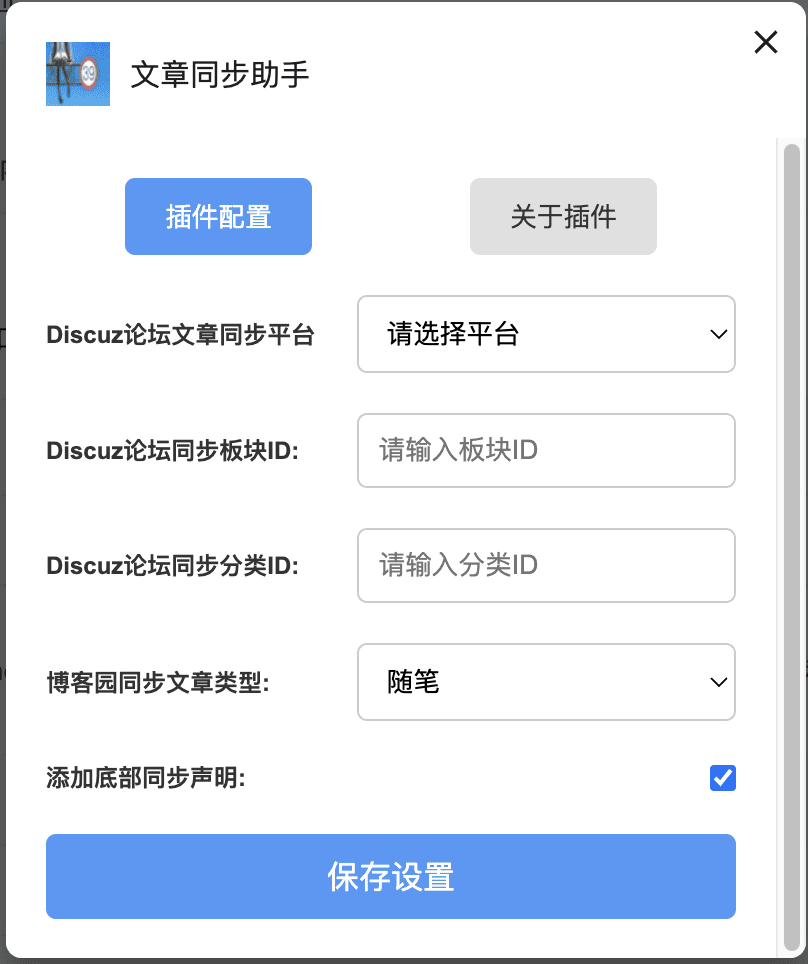 文章同步助手
插件配置
关于插件
Discuz论坛文章同步平台
请选择平台
Discuz论坛同步板块ID:
请输入板块ID
Discuz论坛同步分类ID:
请输入分类ID
博客园同步文章类型:
随笔
添加底部同步声明:
保存设置